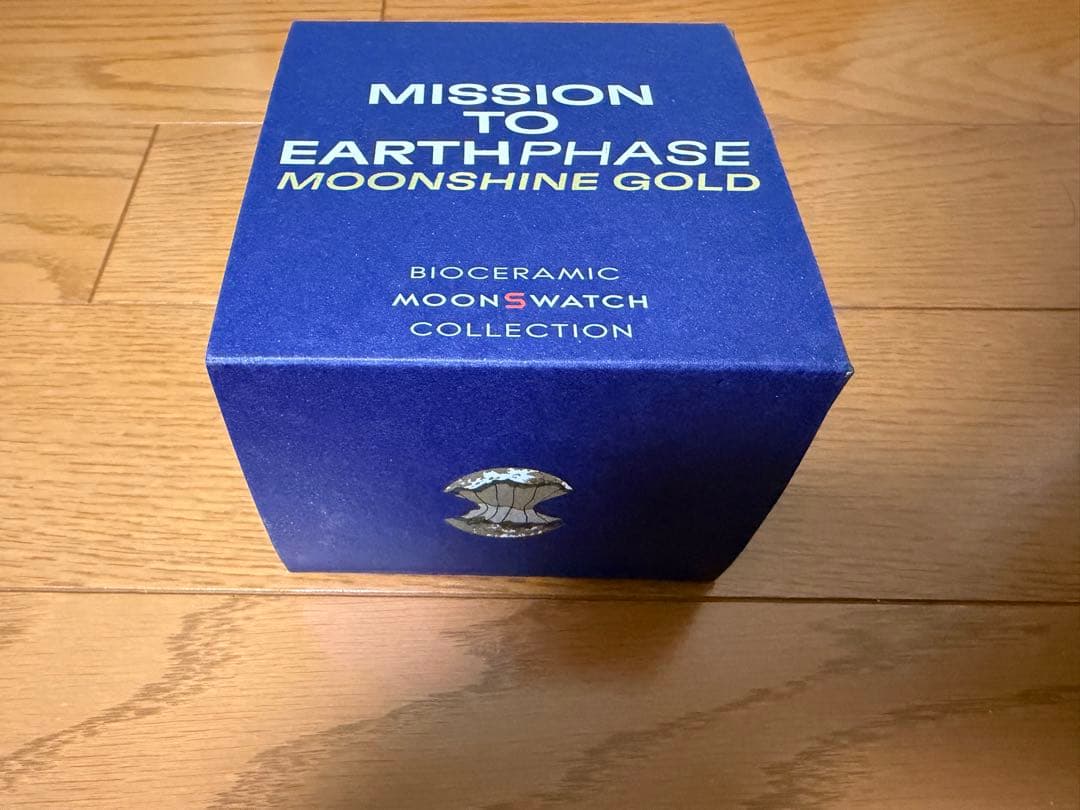 MISSION
TO
EARTHPHASE
MOONSHINE GOLD
BIOCERAMIC
MOONSWATCH
COLLECTION